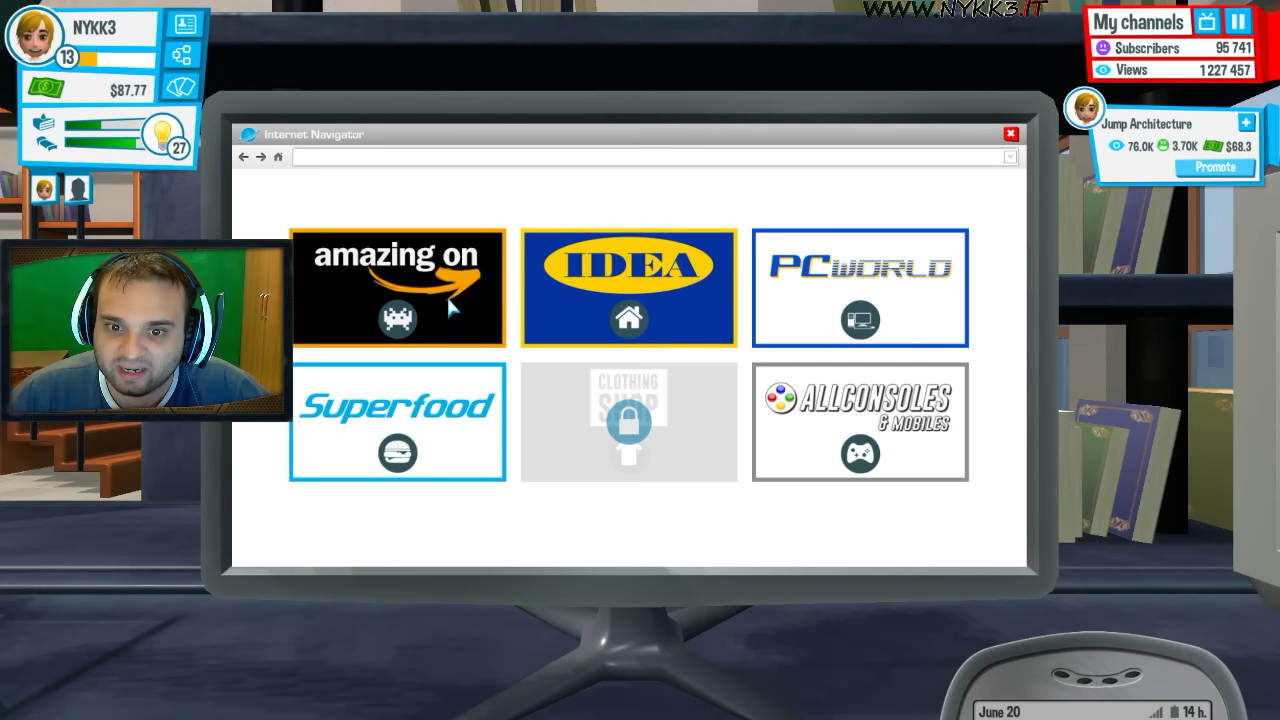 WWW.NYKK3.IT
NYKK3
13
$87.77
27
My channels
Subscribers 95 741
Views 1 227 457
Jump Architecture
76.0K 3.70K $68.3
Promote
Internet Navigator
amazing on
IDEA
PCWORLD
Superfood
CLOTHING
SHOP
ALLCONSOLES
& MOBILES
June 20 14 h.